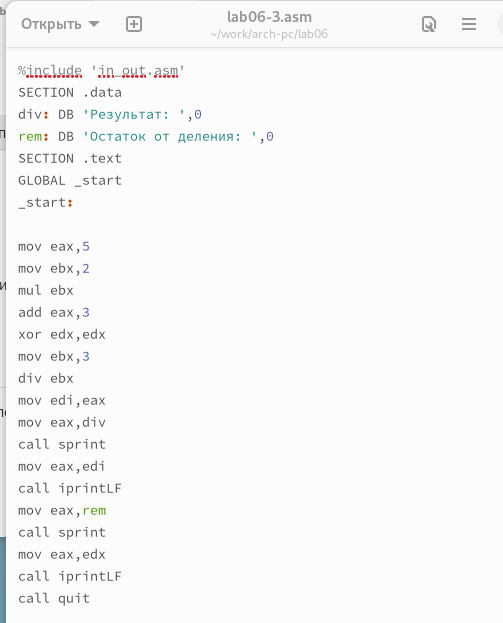 Открыть
lab06-3.asm
~/work/arch-pc/lab06
%include 'in_out.asm'
SECTION .data
div: DB 'Результат: ',0
rem: DB 'Остаток от деления: ',0
SECTION .text
GLOBAL _start
_start:
mov eax,5
mov ebx,2
mul ebx
add eax,3
xor edx,edx
mov ebx,3
div ebx
mov edi,eax
mov eax,div
call sprint
mov eax,edi
call iprintLF
mov eax,rem
call sprint
mov eax,edx
call iprintLF
call quit